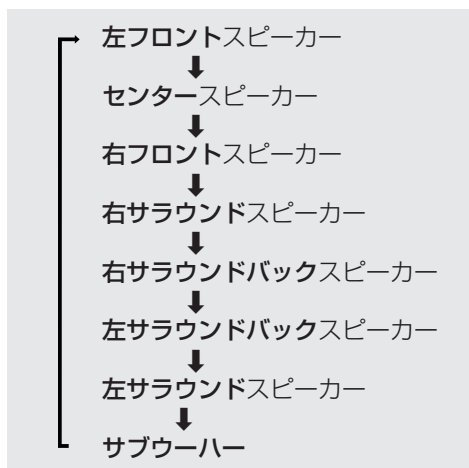 左フロントスピーカー
センタースピーカー
右フロントスピーカー
右サラウンドスピーカー
右サラウンドバックスピーカー
左サラウンドバックスピーカー
左サラウンドスピーカー
サブウーハー